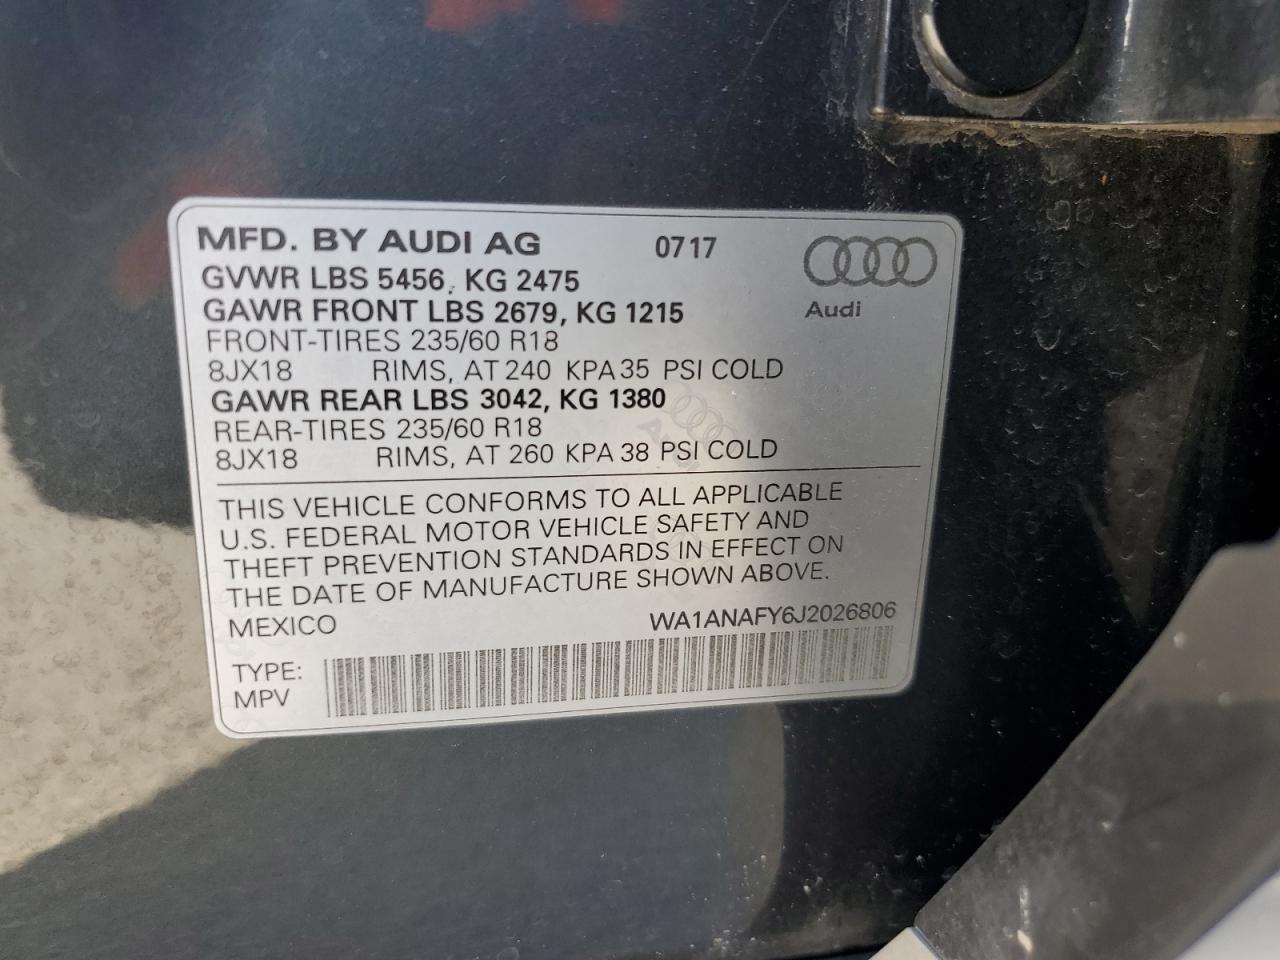 MFD. BY AUDI AG 0717
GVWR LBS 5456, KG 2475
GAWR FRONT LBS 2679, KG 1215
Audi
FRONT-TIRES 235/60 R18
8JX18 RIMS, AT 240 KPA 35 PSI COLD
GAWR REAR LBS 3042, KG 1380
REAR-TIRES 235/60 R18
8JX18 RIMS, AT 260 KPA 38 PSI COLD
THIS VEHICLE CONFORMS TO ALL APPLICABLE
U.S. FEDERAL MOTOR VEHICLE SAFETY AND
THEFT PREVENTION STANDARDS IN EFFECT ON
THE DATE OF MANUFACTURE SHOWN ABOVE.
MEXICO WA1ANAFY6J2026806
TYPE:
MPV